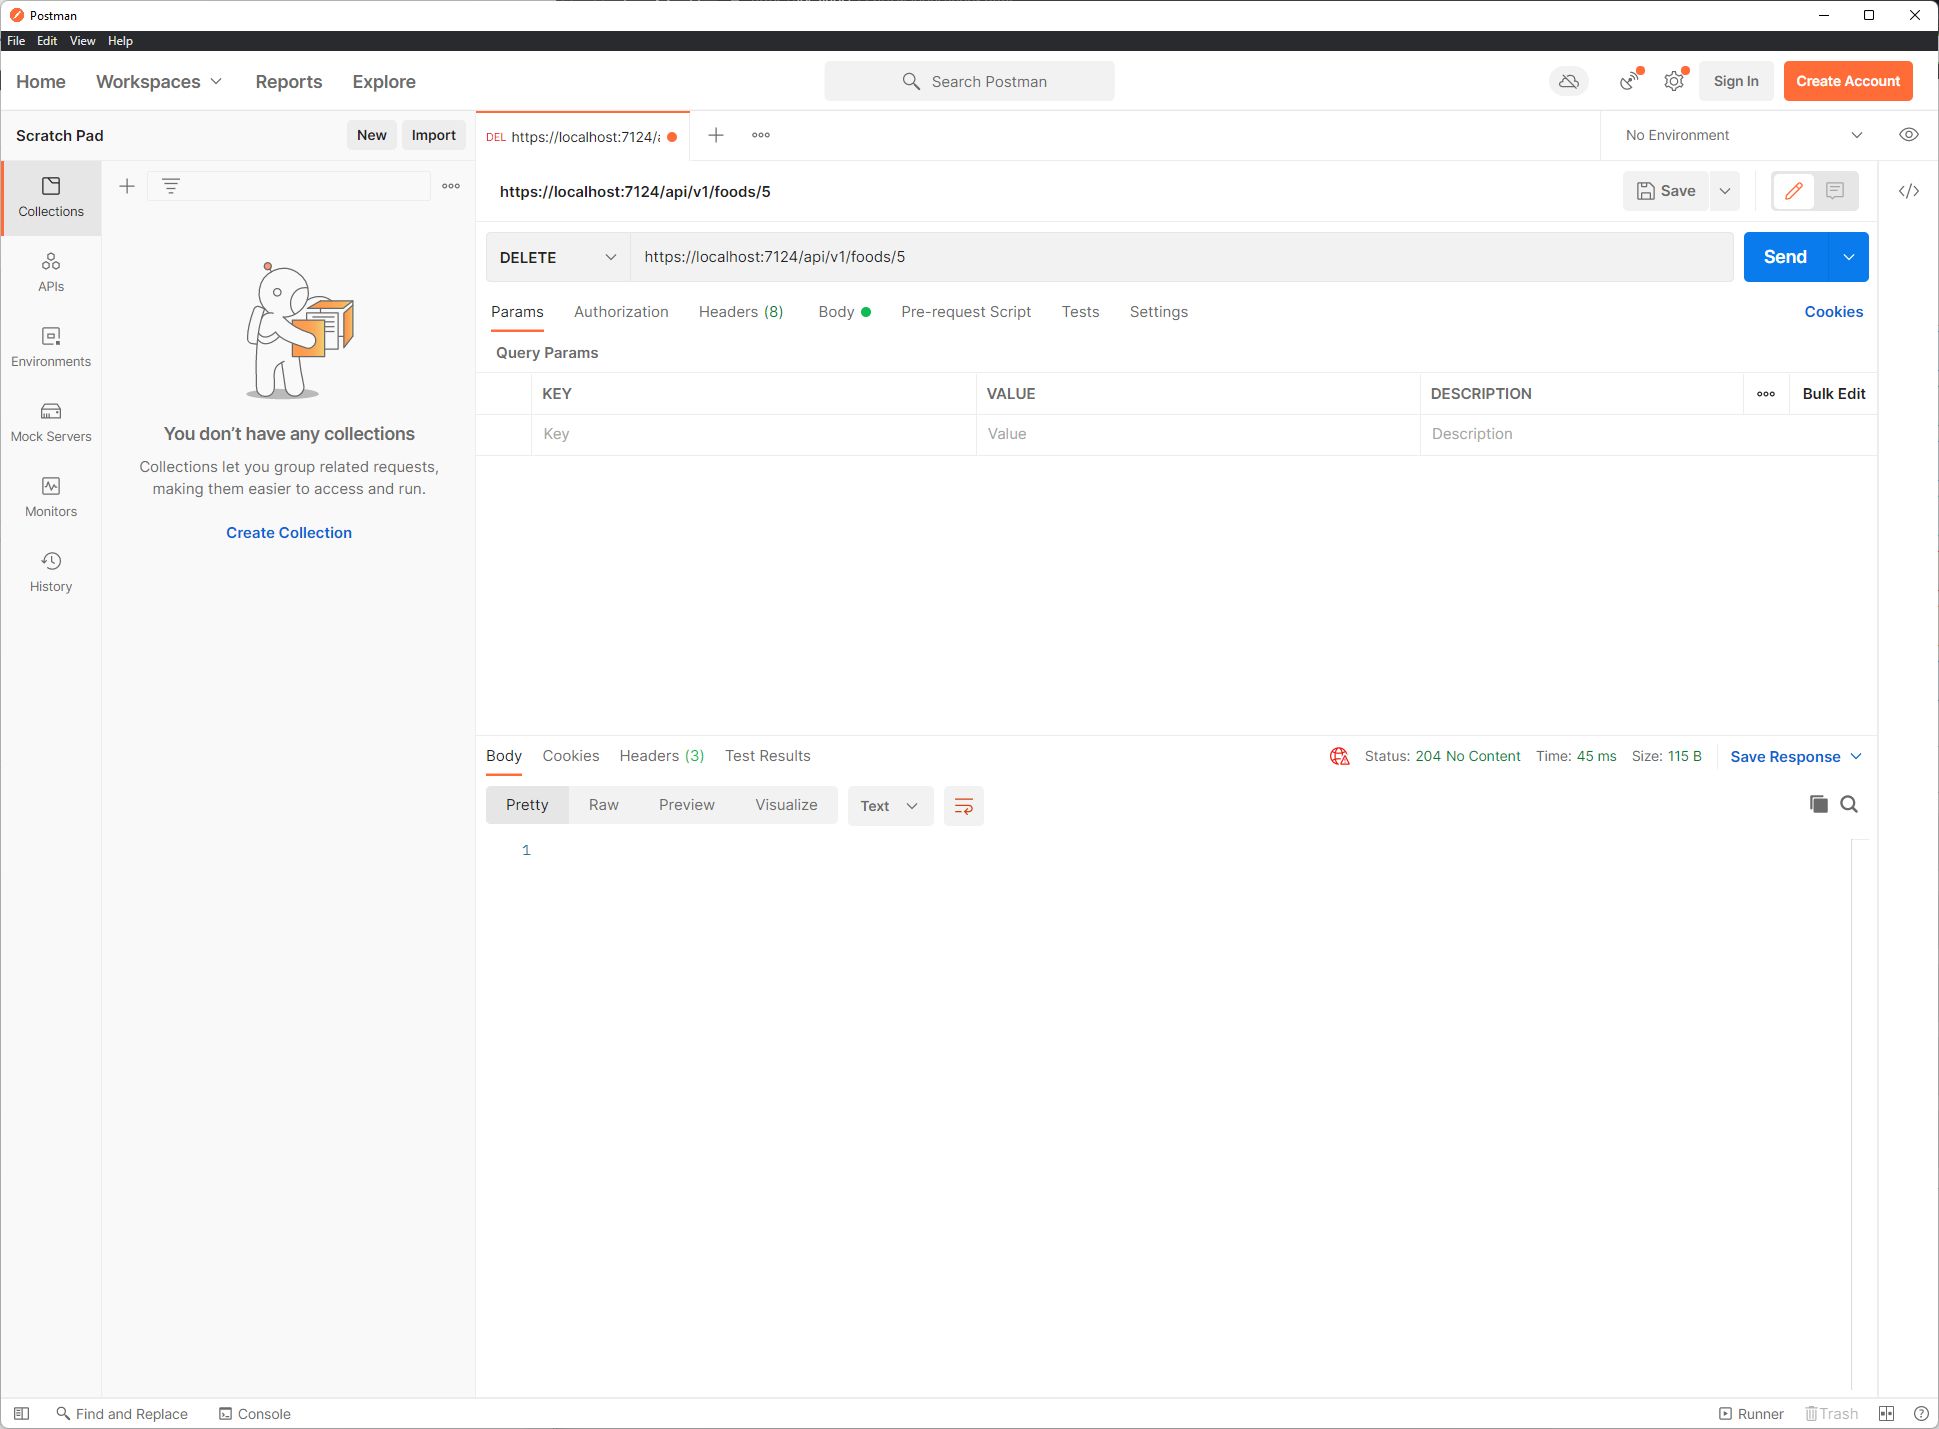 Postman
File Edit View Help
Home Workspaces Reports Explore Search Postman Sign In Create Account
Scratch Pad New Import DEL https://localhost:7124/a No Environment
https://localhost:7124/api/v1/foods/5 Save
Collections
DELETE https://localhost:7124/api/v1/foods/5 Send
APIs
Params Authorization Headers (8) Body Pre-request Script Tests Settings Cookies
Query Params
Environments
KEY VALUE DESCRIPTION Bulk Edit
Key Value Description
Mock Servers
You don’t have any collections
Collections let you group related requests,
making them easier to access and run.
Monitors
Create Collection
History
Body Cookies Headers (3) Test Results Status: 204 No Content Time: 45 ms Size: 115 B Save Response
Pretty Raw Preview Visualize Text
1
Find and Replace Console Runner Trash